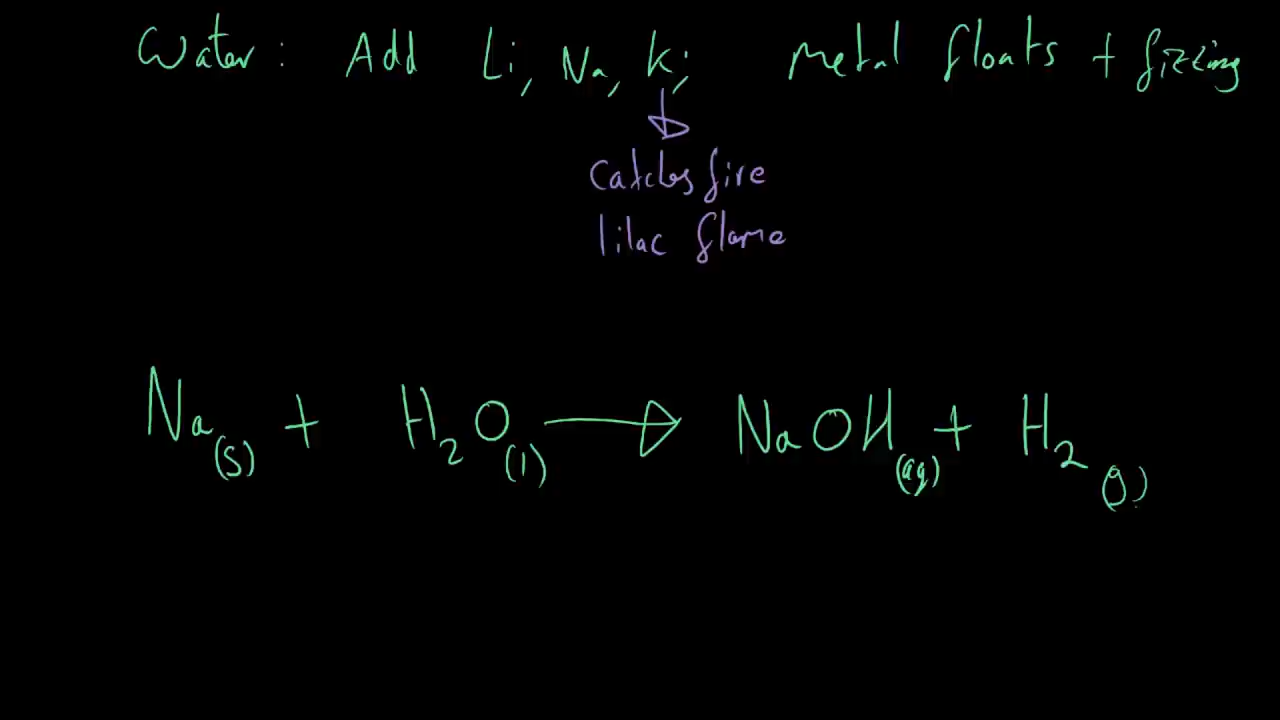 Water: Add Li, Na, K; Metal floats + fizzing
Catches fire
lilac flame
Na(s) + H2O(l) → NaOH(aq) + H2(g)